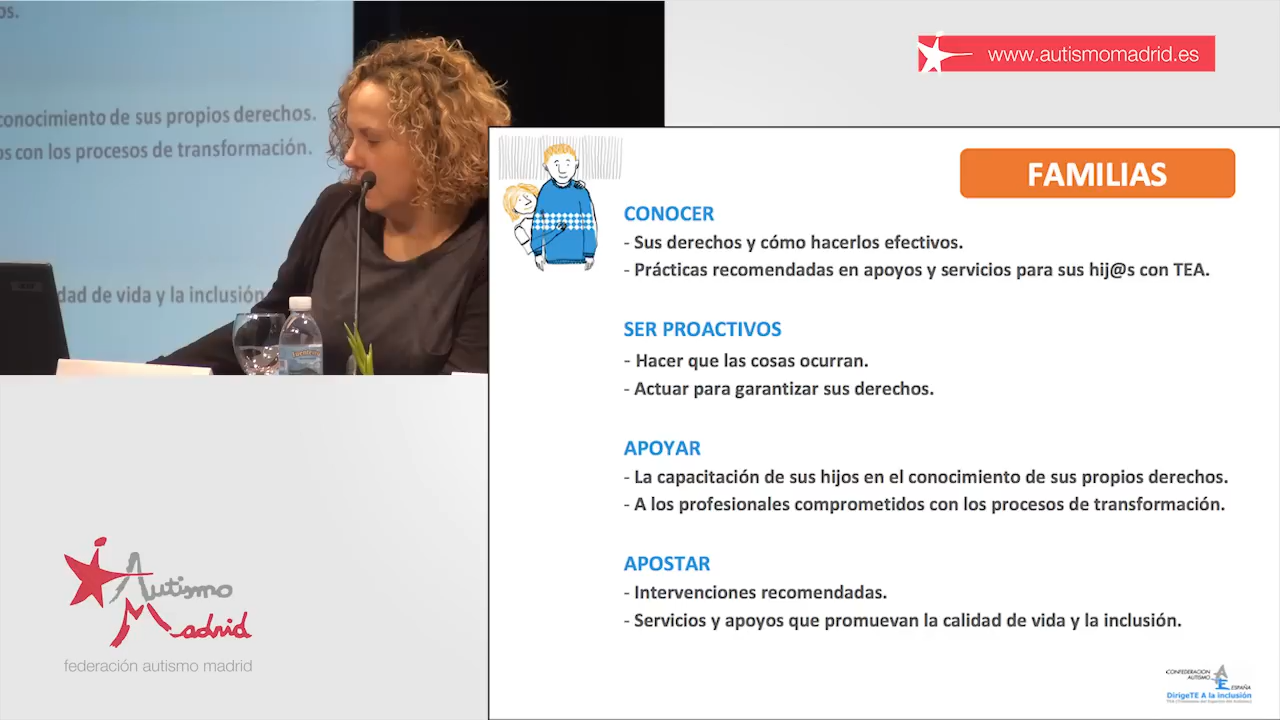 os.
conocimiento de sus propios derechos.
os con los procesos de transformación.
dad de vida y la inclusión
www.autismomadrid.es
FAMILIAS
CONOCER
- Sus derechos y cómo hacerlos efectivos.
- Prácticas recomendadas en apoyos y servicios para sus hij@s con TEA.
SER PROACTIVOS
- Hacer que las cosas ocurran.
- Actuar para garantizar sus derechos.
APOYAR
- La capacitación de sus hijos en el conocimiento de sus propios derechos.
- A los profesionales comprometidos con los procesos de transformación.
APOSTAR
- Intervenciones recomendadas.
- Servicios y apoyos que promuevan la calidad de vida y la inclusión.
Autismo
Madrid
federación autismo madrid
CONFEDERACIÓN
AUTISMO
ESPAÑA
DirigeTE A la inclusión